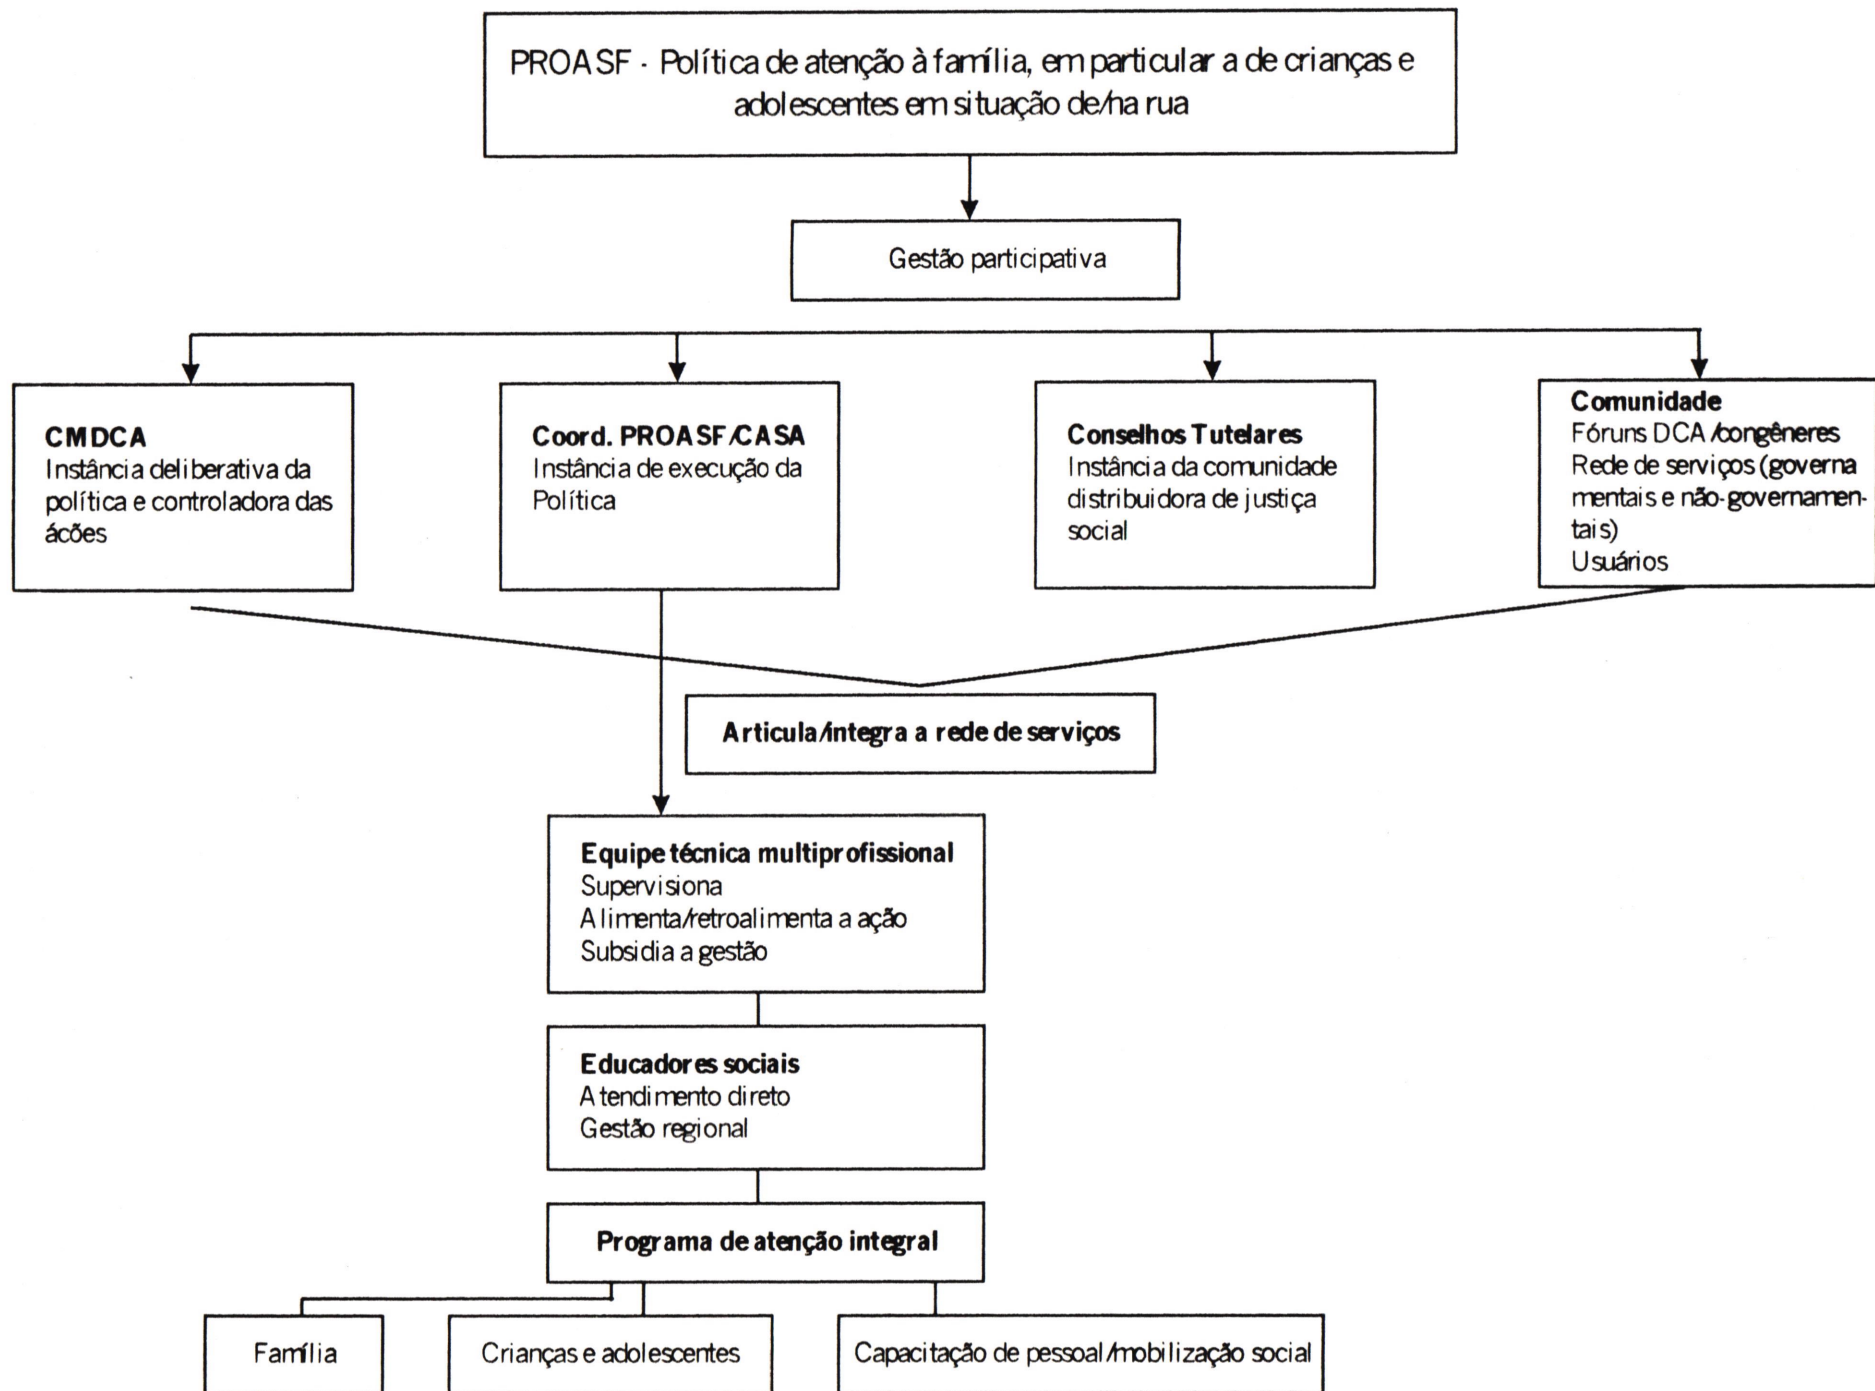 PROASF - Política de atenção à família, em particular a de crianças e
adolescentes em situação de/na rua
Gestão participativa
CMDCA
Instância deliberativa da
política e controladora das
ácões
Coord. PROASF/CASA
Instância de execução da
Política
Conselhos Tutelares
Instância da comunidade
distribuidora de justiça
social
Comunidade
Fóruns DCA/congêneres
Rede de serviços (governa
mentais e não-governamen-
tais)
Usuários
Articula/integra a rede de serviços
Equipe técnica multiprofissional
Supervisiona
Alimenta/retroalimenta a ação
Subsidia a gestão
Educadores sociais
Atendimento direto
Gestão regional
Programa de atenção integral
Família
Crianças e adolescentes
Capacitação de pessoal/mobilização social